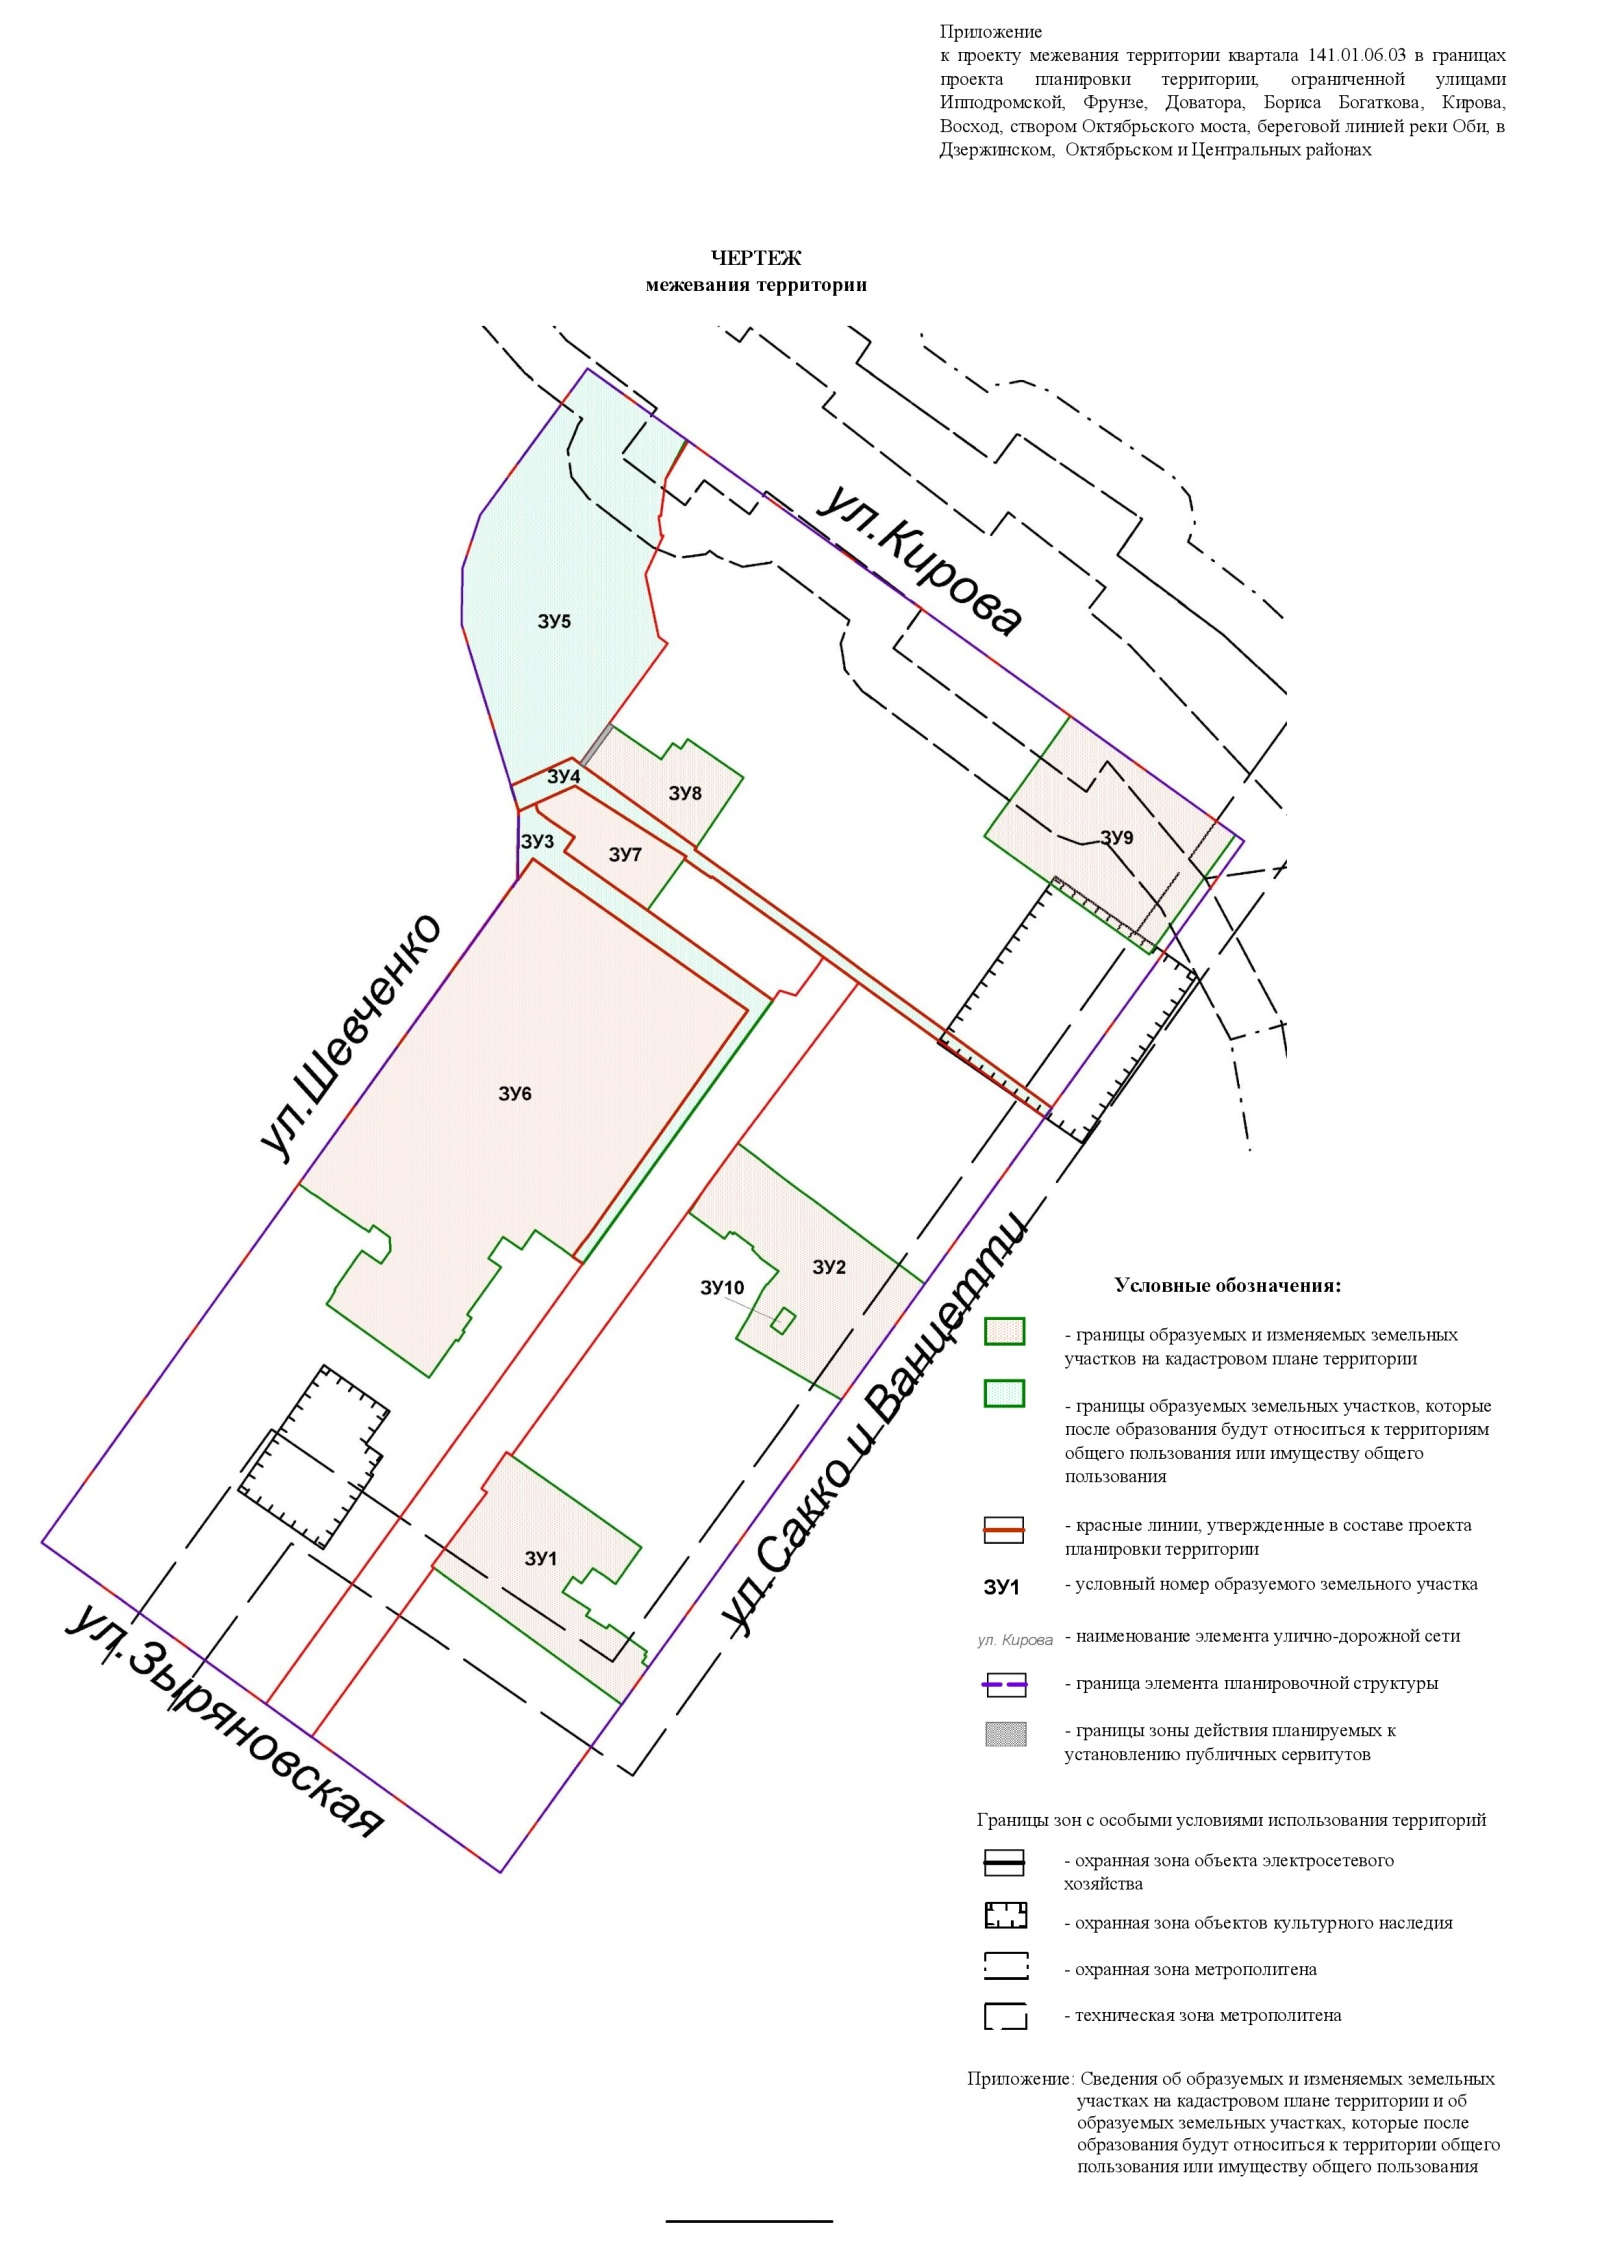 Приложение
к проекту межевания территории квартала 141.01.06.03 в границах
проекта планировки территории, ограниченной улицами
Ипподромской, Фрунзе, Доватора, Бориса Богаткова, Кирова,
Восход, створом Октябрьского моста, береговой линией реки Оби, в
Дзержинском, Октябрьском и Центральных районах
ЧЕРТЕЖ
межевания территории
ул.Кирова
ЗУ5
ЗУ4
ЗУ8
ЗУ3
ЗУ7
ЗУ9
ул.Шевченко
ЗУ6
ЗУ2
ЗУ10
ул.Сакко и Ванцетти
ЗУ1
ул.Зыряновская
Условные обозначения:
- границы образуемых и изменяемых земельных
участков на кадастровом плане территории
- границы образуемых земельных участков, которые
после образования будут относиться к территориям
общего пользования или имуществу общего
пользования
- красные линии, утвержденные в составе проекта
планировки территории
ЗУ1 - условный номер образуемого земельного участка
ул. Кирова - наименование элемента улично-дорожной сети
- граница элемента планировочной структуры
- границы зоны действия планируемых к
установлению публичных сервитутов
Границы зон с особыми условиями использования территорий
- охранная зона объекта электросетевого
хозяйства
- охранная зона объектов культурного наследия
- охранная зона метрополитена
- техническая зона метрополитена
Приложение: Сведения об образуемых и изменяемых земельных
участках на кадастровом плане территории и об
образуемых земельных участках, которые после
образования будут относиться к территории общего
пользования или имуществу общего пользования